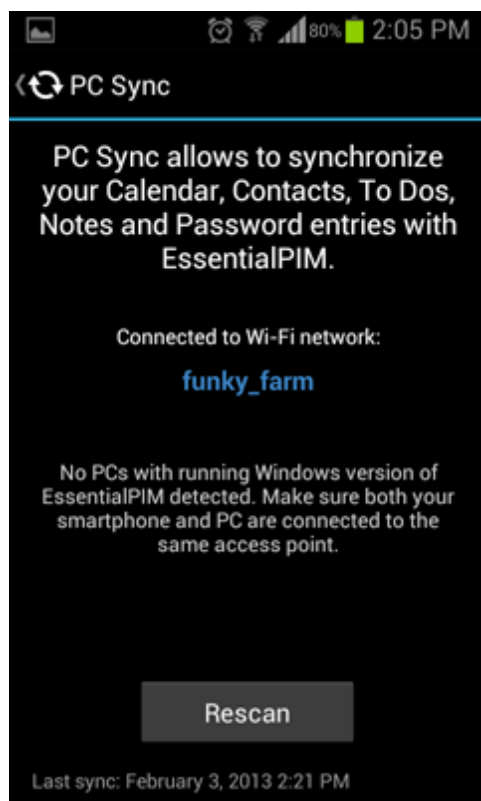 80% 2:05 PM
PC Sync
PC Sync allows to synchronize
your Calendar, Contacts, To Dos,
Notes and Password entries with
EssentialPIM.
Connected to Wi-Fi network:
funky_farm
No PCs with running Windows version of
EssentialPIM detected. Make sure both your
smartphone and PC are connected to the
same access point.
Rescan
Last sync: February 3, 2013 2:21 PM